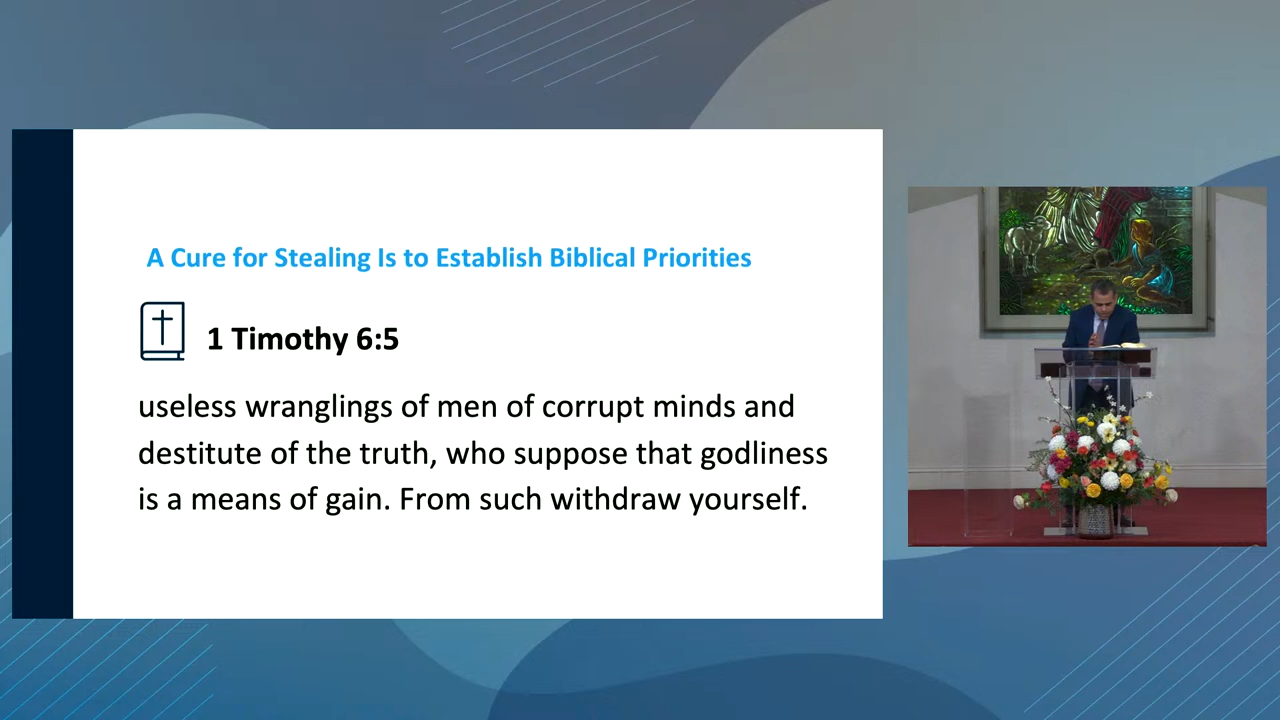 A Cure for Stealing Is to Establish Biblical Priorities
1 Timothy 6:5
useless wranglings of men of corrupt minds and
destitute of the truth, who suppose that godliness
is a means of gain. From such withdraw yourself.